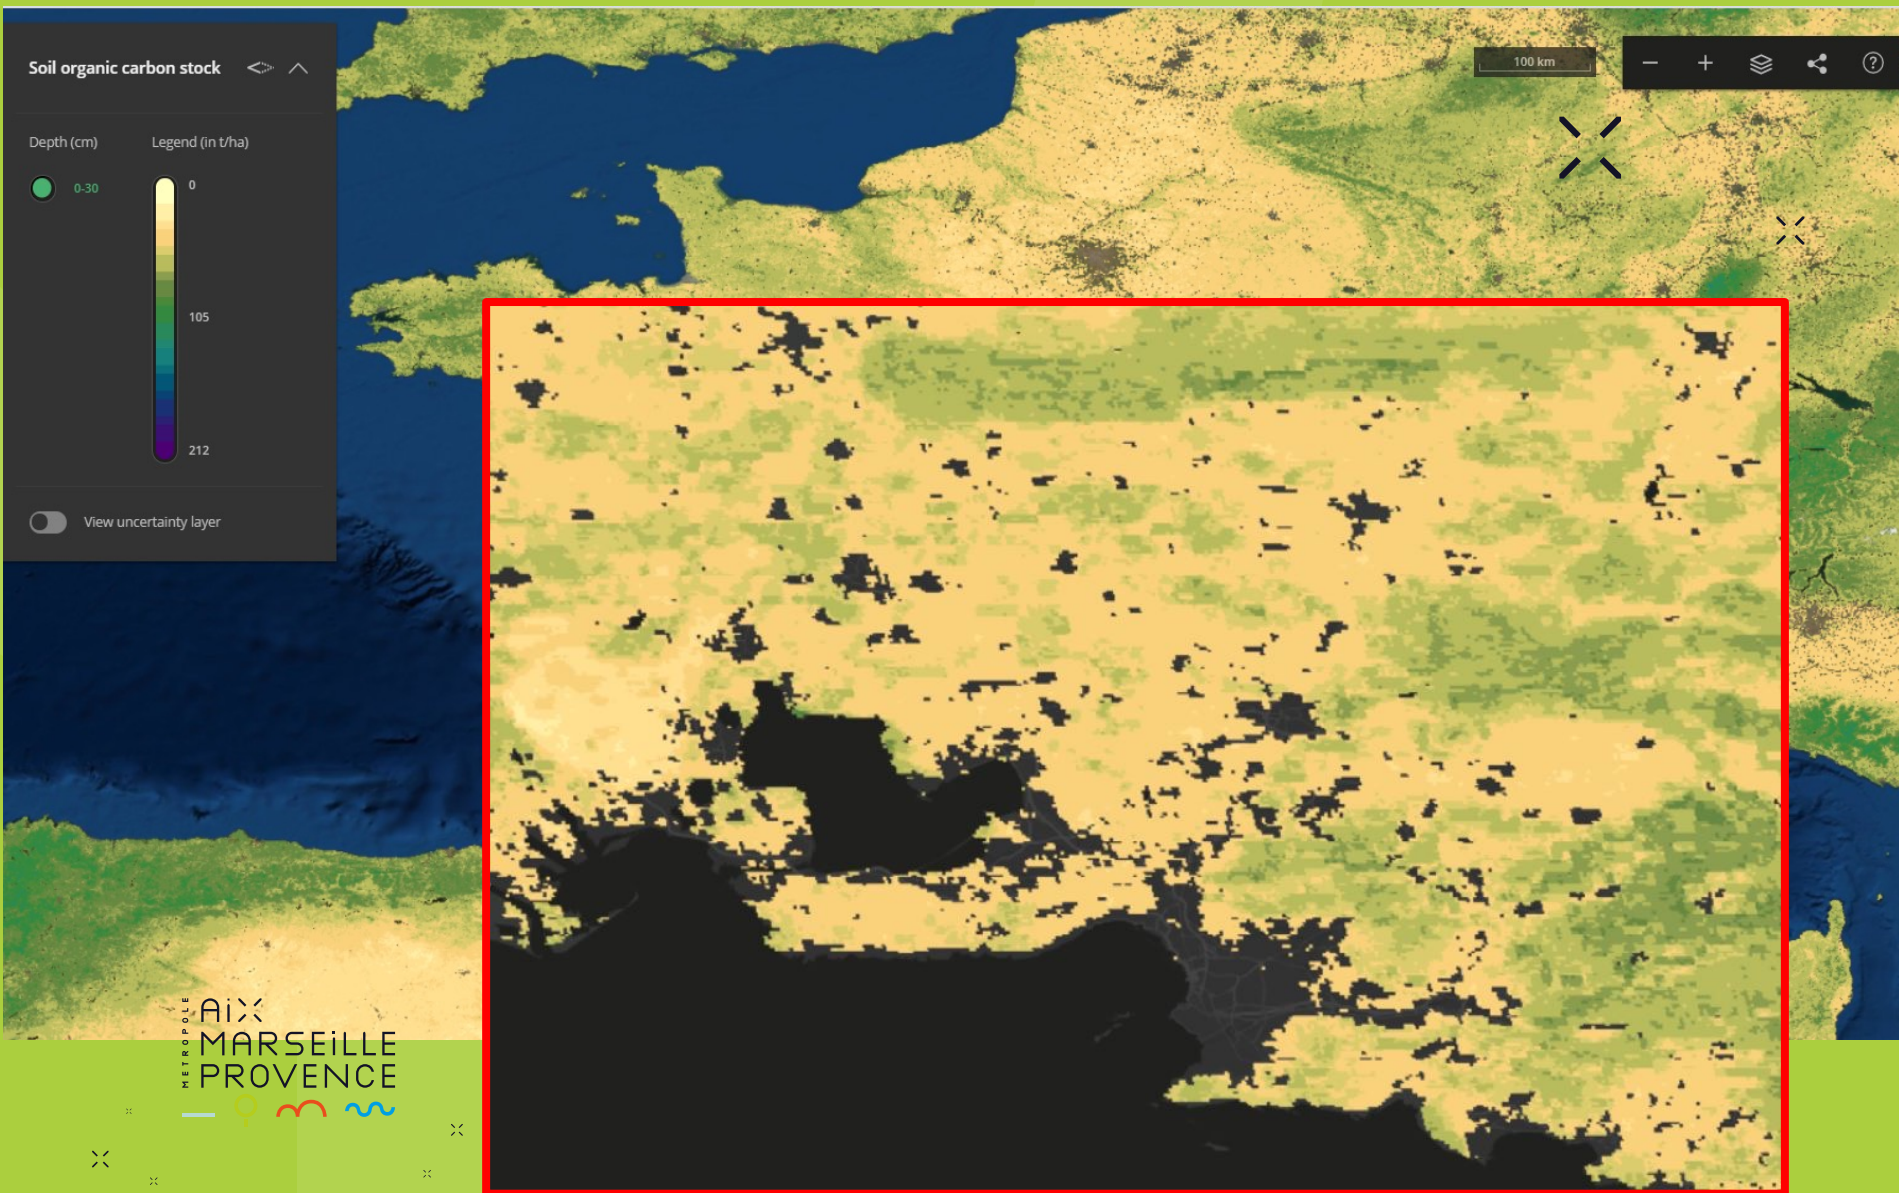 Soil organic carbon stock
Depth (cm)
Legend (in t/ha)
0-30
0
105
212
View uncertainty layer
100 km
METROPOLE
AiX
MARSEiLLE
PROVENCE